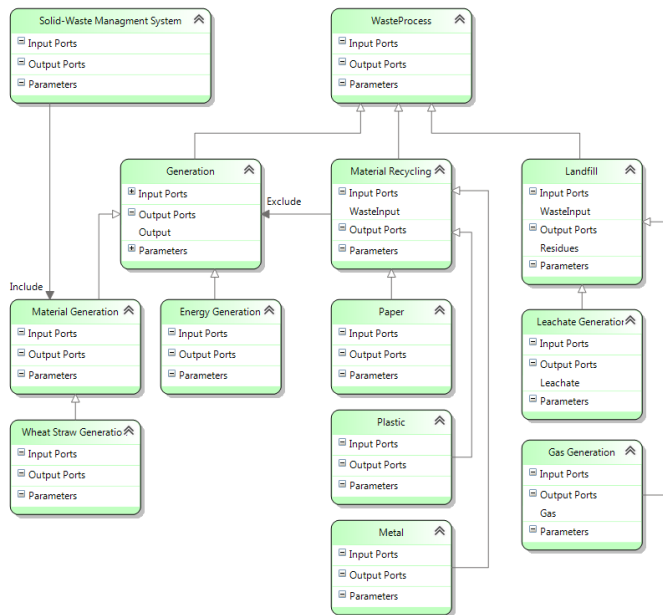 Solid-Waste Managment System
Input Ports
Output Ports
Parameters
WasteProcess
Input Ports
Output Ports
Parameters
Generation
Input Ports
Output Ports
Output
Parameters
Exclude
Material Recycling
Input Ports
WasteInput
Output Ports
Parameters
Landfill
Input Ports
WasteInput
Output Ports
Residues
Parameters
Include
Material Generation
Input Ports
Output Ports
Parameters
Energy Generation
Input Ports
Output Ports
Parameters
Paper
Input Ports
Output Ports
Parameters
Leachate Generation
Input Ports
Output Ports
Leachate
Parameters
Wheat Straw Generatio
Input Ports
Output Ports
Parameters
Plastic
Input Ports
Output Ports
Parameters
Gas Generation
Input Ports
Output Ports
Gas
Parameters
Metal
Input Ports
Output Ports
Parameters